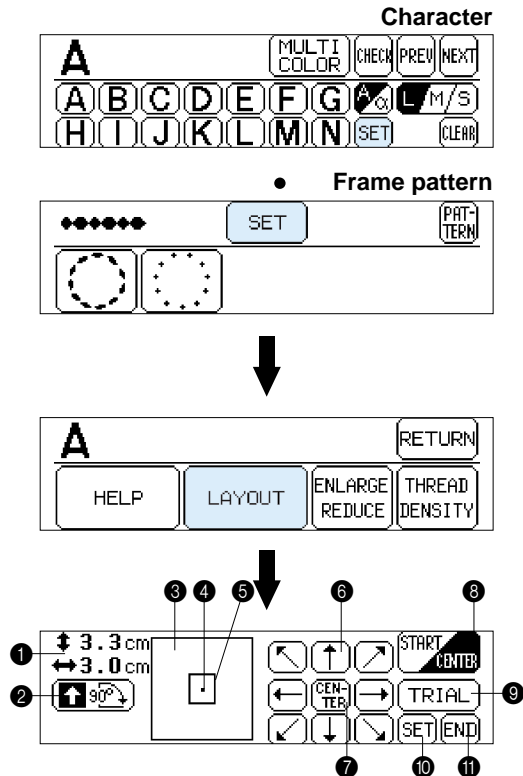 Character
A MULTI COLOR CHECK PREV NEXT
A B C D E F G A/α L/M/S
H I J K L M N SET CLEAR
• Frame pattern
SET PAT-TERN
A RETURN
HELP LAYOUT ENLARGE REDUCE THREAD DENSITY
3 4 5 6 8
1 ↕ 3.3cm ↖ ↑ ↗ START/CENTER
↔ 3.0cm ← CEN-TER → TRIAL 9
2 ↑ 90° ↙ ↓ ↘ SET END
7 10 11